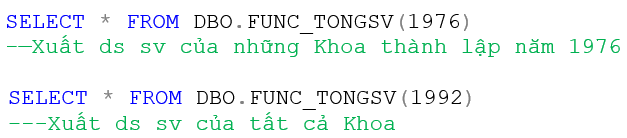 SELECT * FROM DBO.FUNC_TONGSV(1976)
--Xuất ds sv của những Khoa thành lập năm 1976
SELECT * FROM DBO.FUNC_TONGSV(1992)
---Xuất ds sv của tất cả Khoa